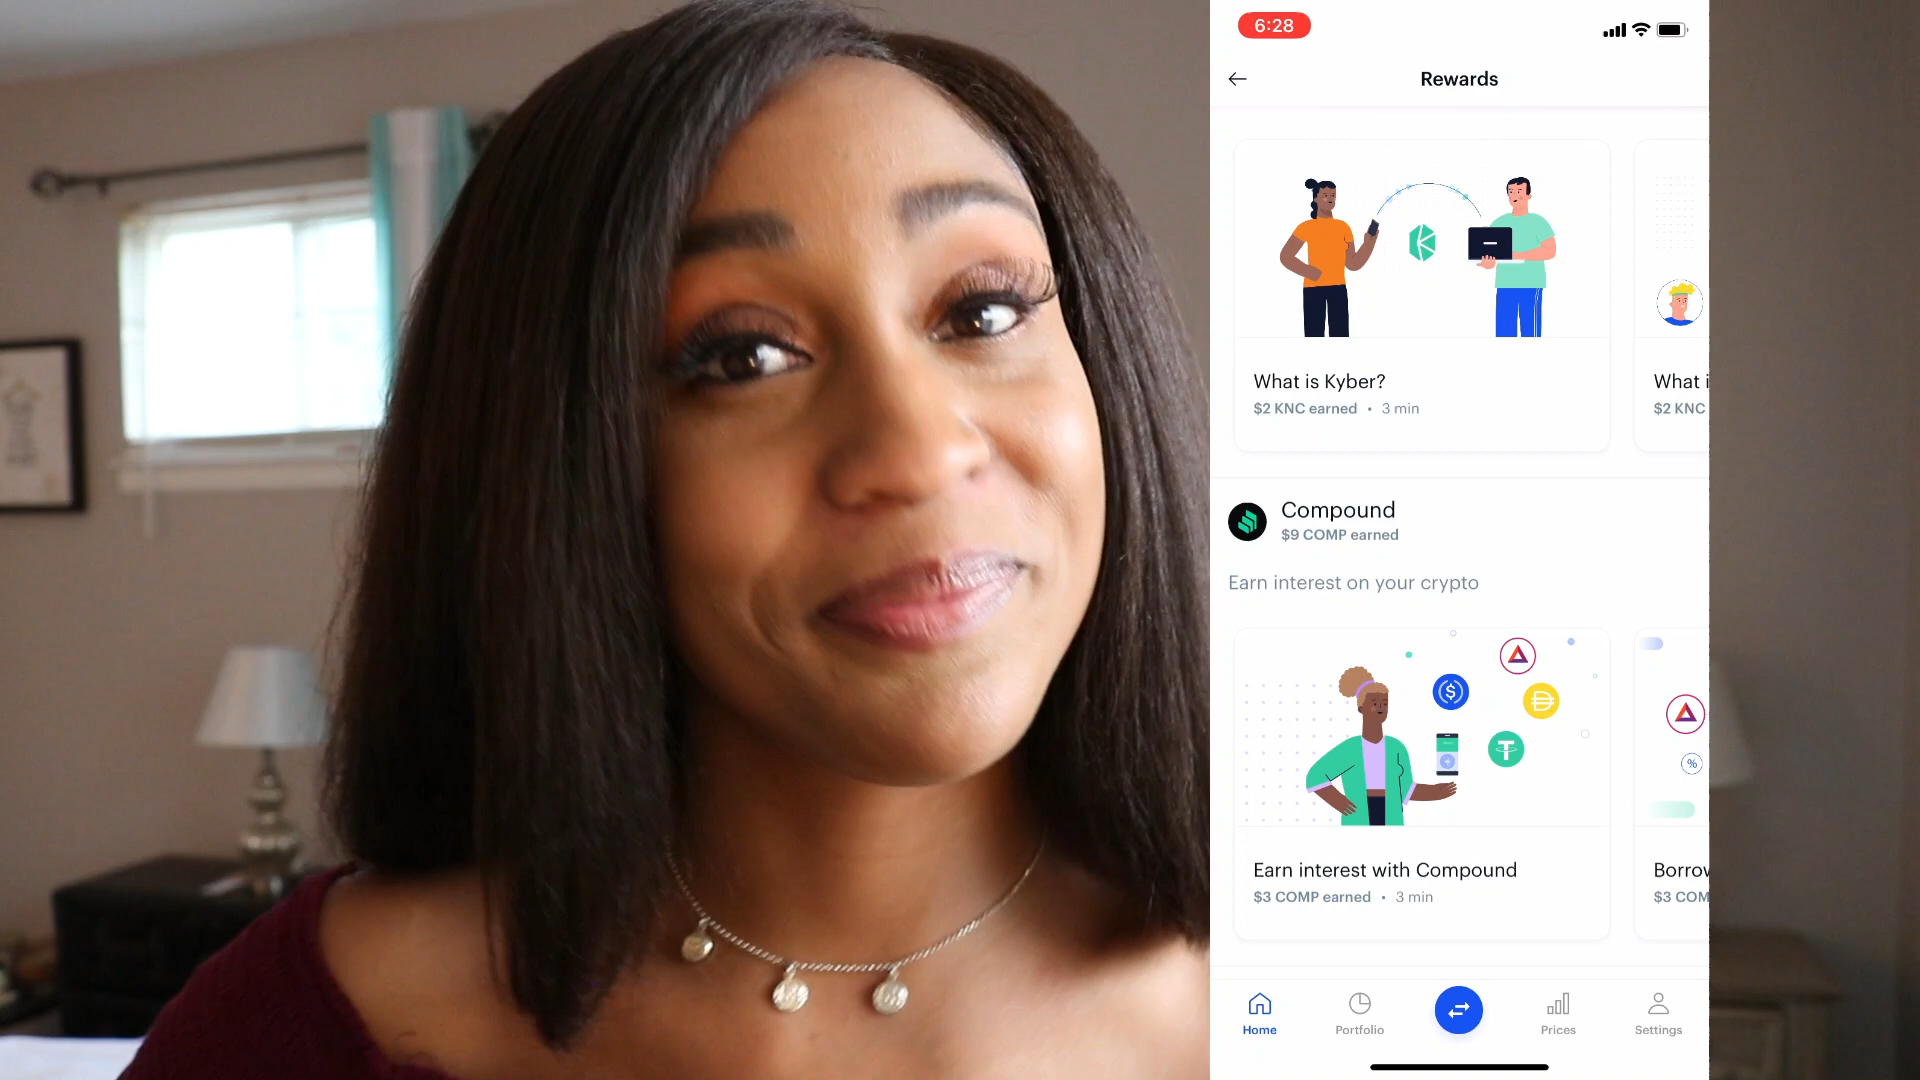 6:28
Rewards
What is Kyber?
$2 KNC earned • 3 min
What i
$2 KNC
Compound
$9 COMP earned
Earn interest on your crypto
%
Earn interest with Compound
$3 COMP earned • 3 min
Borrow
$3 COM
Home
Portfolio
Prices
Settings